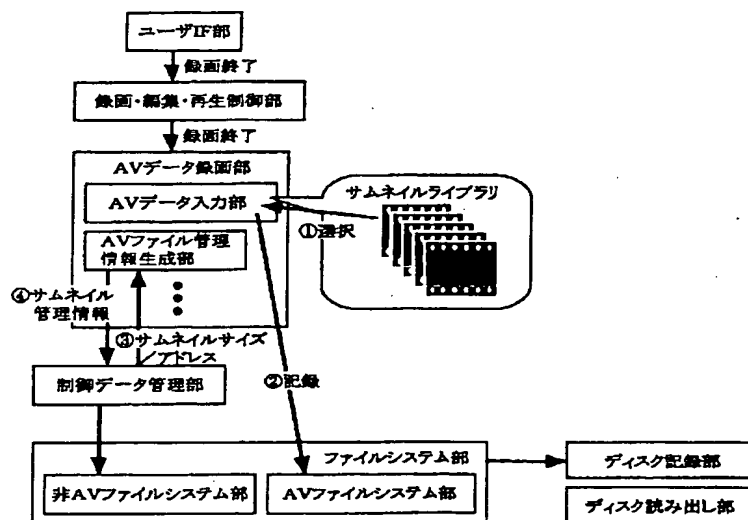 ユーザIF部
録画終了
録画・編集・再生制御部
録画終了
AVデータ録画部
AVデータ入力部
サムネイルライブラリ
①選択
AVファイル管理
情報生成部
④サムネイル
管理情報
③サムネイルサイズ
／アドレス
②記録
制御データ管理部
ファイルシステム部
非AVファイルシステム部
AVファイルシステム部
ディスク記録部
ディスク読み出し部